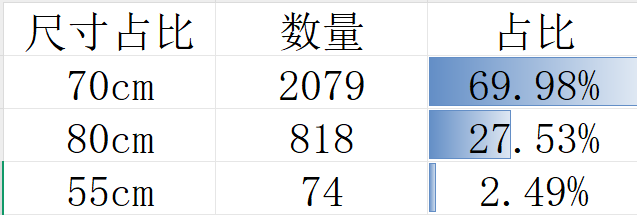 尺寸占比 数量 占比
70cm 2079 69.98%
80cm 818 27.53%
55cm 74 2.49%